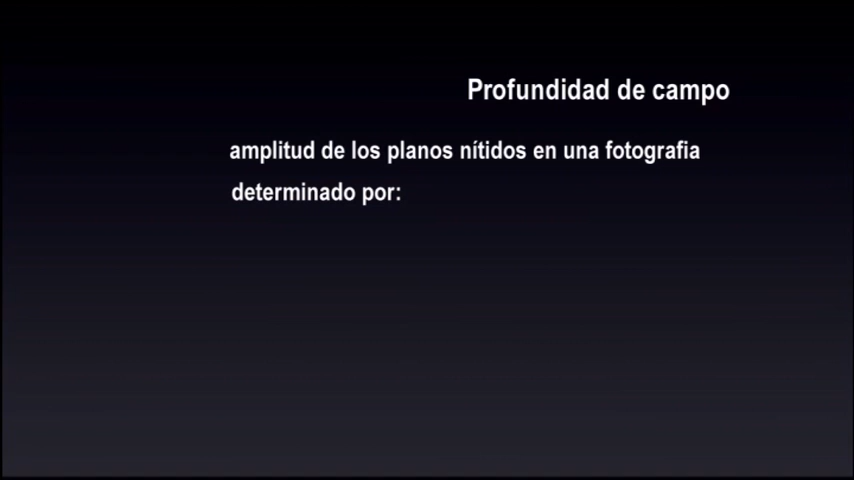 Profundidad de campo
amplitud de los planos nítidos en una fotografia
determinado por: